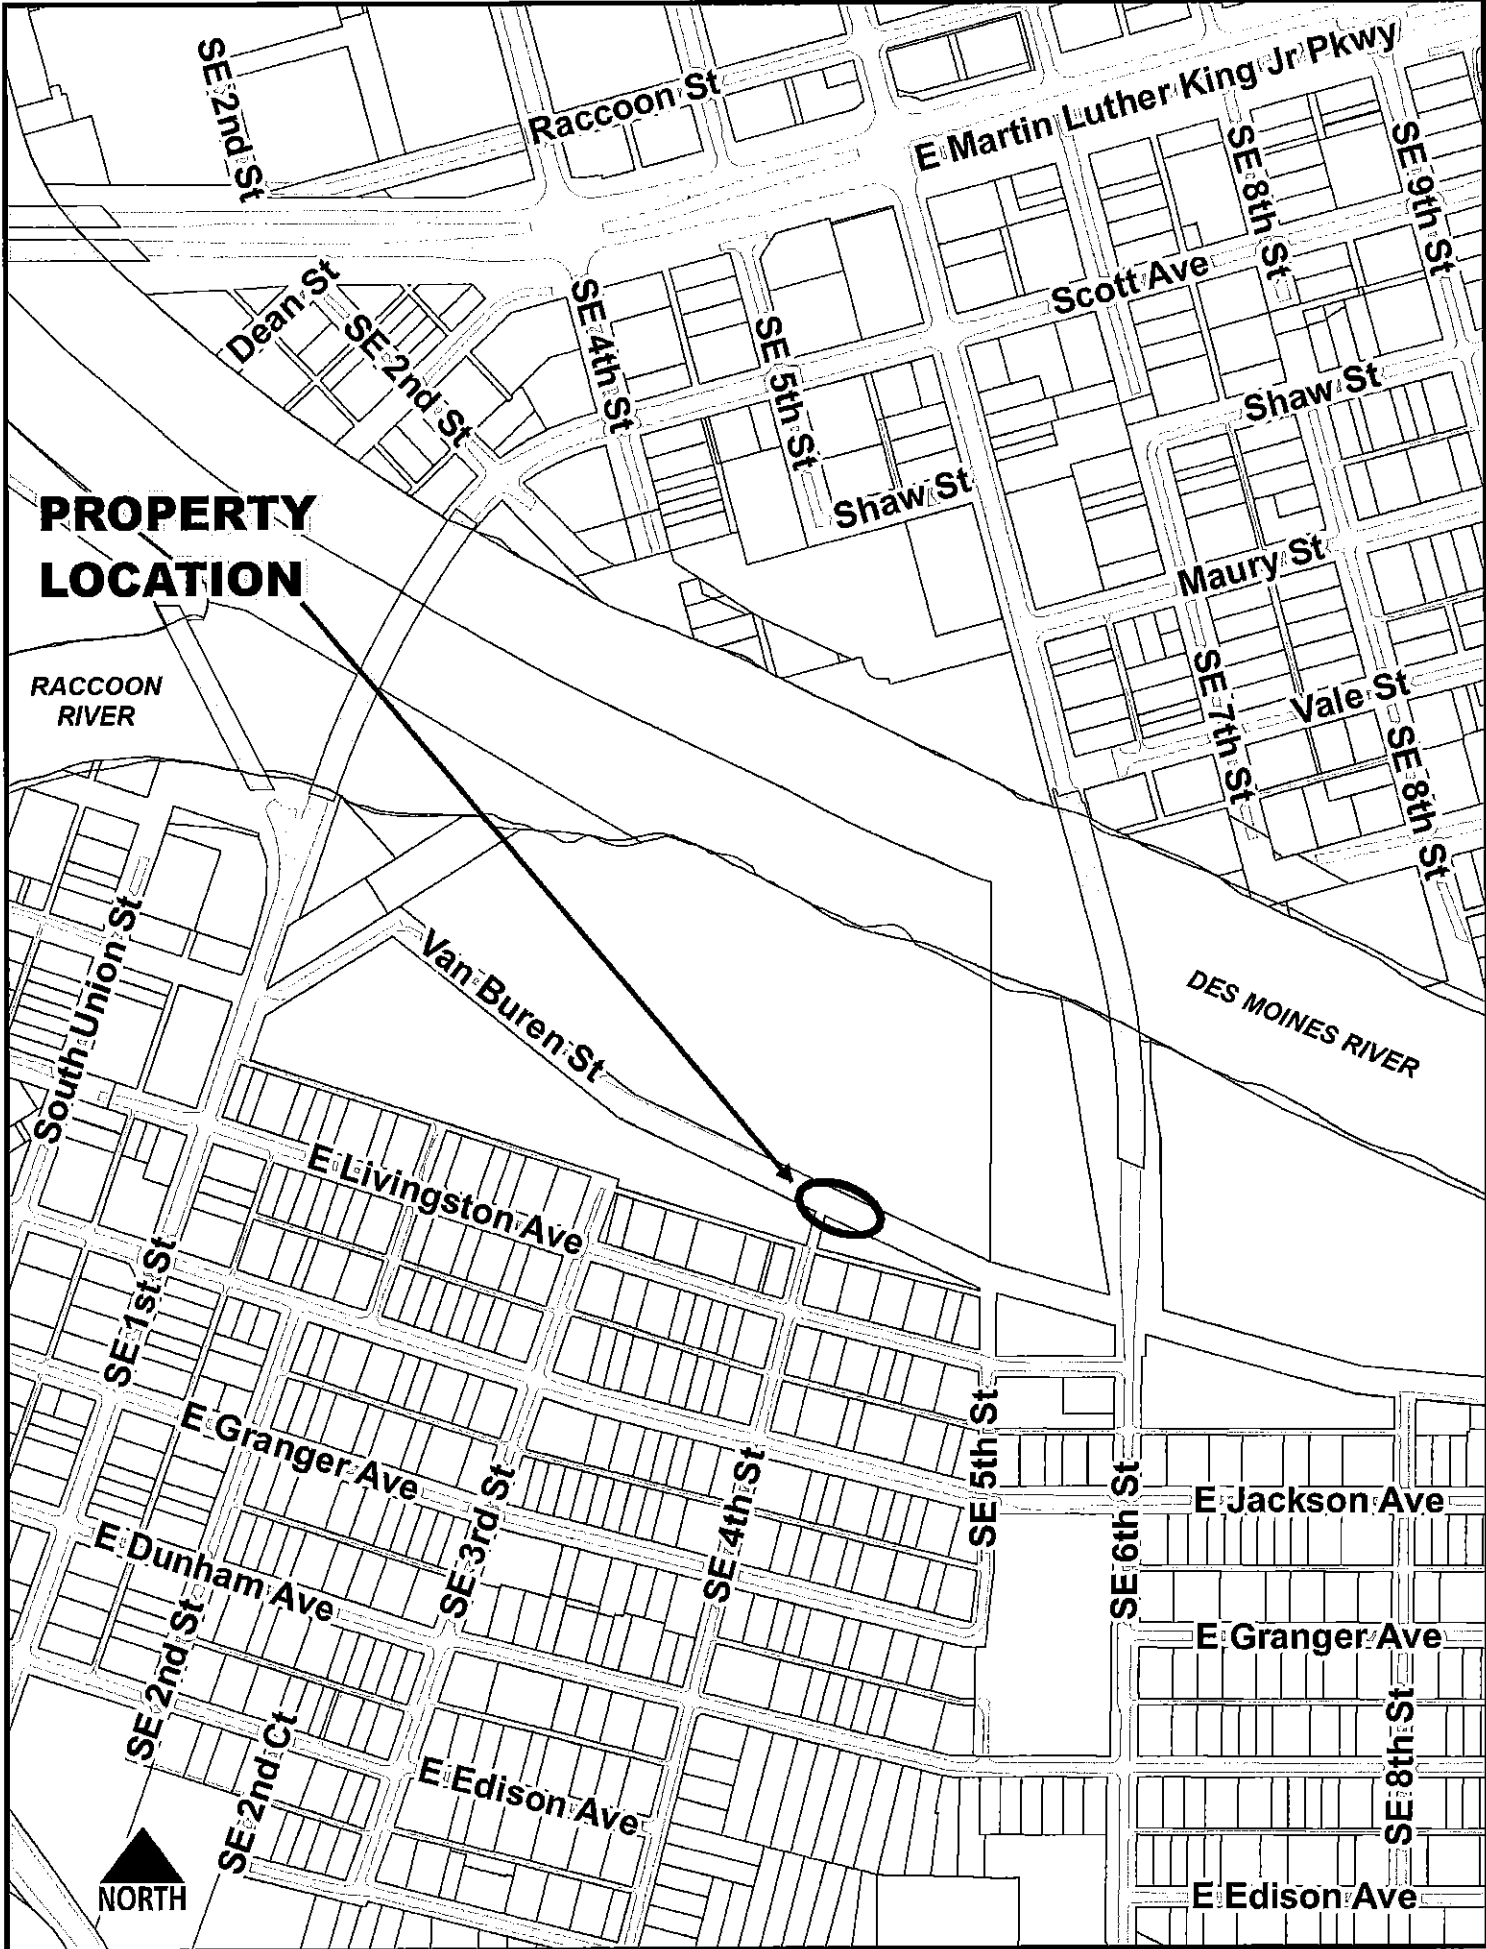 SE 2nd St
Raccoon St
E Martin Luther King Jr Pkwy
SE 8th St
SE 9th St
Dean St
SE 2nd St
SE 4th St
SE 5th St
Scott Ave
Shaw St
Shaw St
PROPERTY
LOCATION
Maury St
RACCOON
RIVER
SE 7th St
Vale St
SE 8th St
South Union St
Van Buren St
DES MOINES RIVER
E Livingston Ave
SE 1st St
E Granger Ave
SE 3rd St
SE 4th St
SE 5th St
SE 6th St
E Jackson Ave
E Dunham Ave
E Granger Ave
SE 2nd St
SE 2nd Ct
E Edison Ave
SE 8th St
E Edison Ave
NORTH